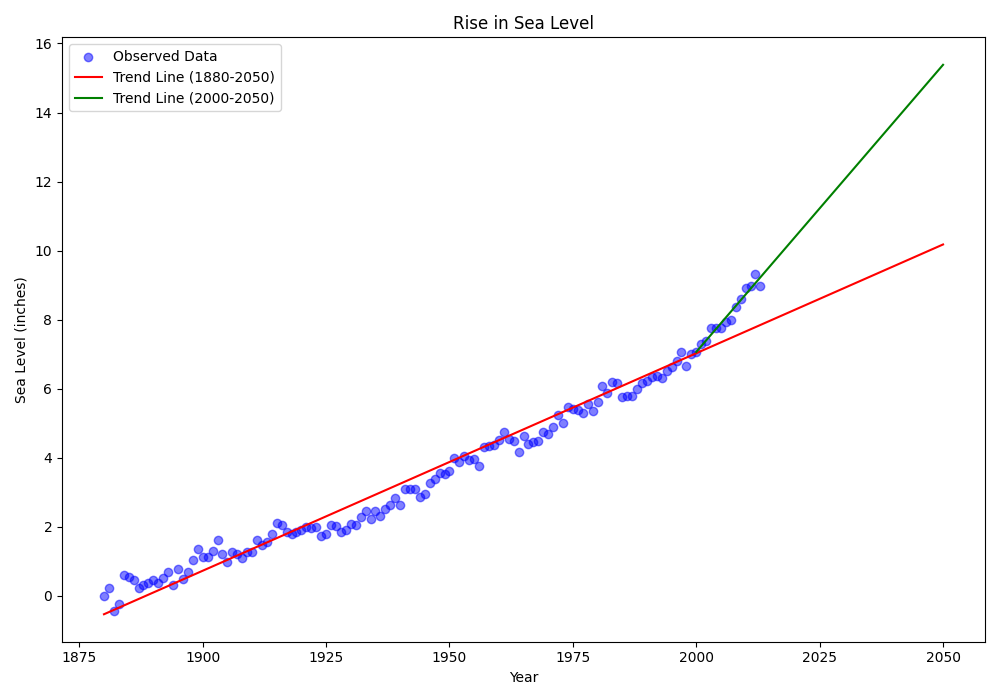 Rise in Sea Level
Observed Data
Trend Line (1880-2050)
Trend Line (2000-2050)
Sea Level (inches)
16
14
12
10
8
6
4
2
0
1875 1900 1925 1950 1975 2000 2025 2050
Year